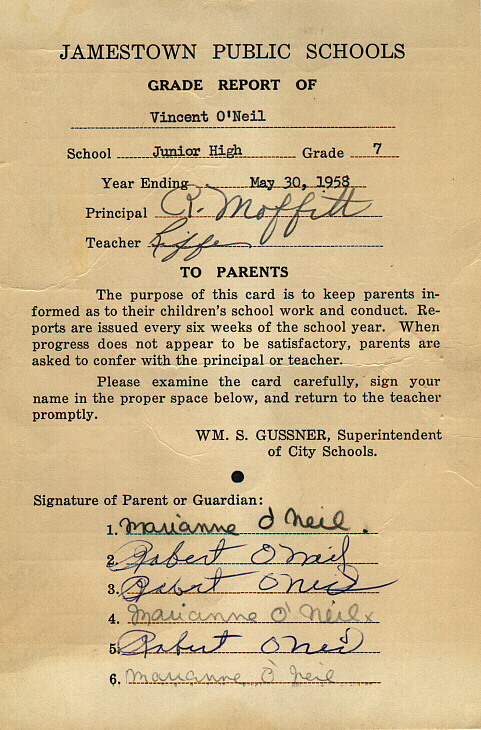 JAMESTOWN PUBLIC SCHOOLS
GRADE REPORT OF
Vincent O'Neil
School Junior High Grade 7
Year Ending May 30, 1958
Principal R. Moffitt
Teacher
TO PARENTS
The purpose of this card is to keep parents in-
formed as to their children's school work and conduct. Re-
ports are issued every six weeks of the school year. When
progress does not appear to be satisfactory, parents are
asked to confer with the principal or teacher.
Please examine the card carefully, sign your
name in the proper space below, and return to the teacher
promptly.
WM. S. GUSSNER, Superintendent
of City Schools.
Signature of Parent or Guardian:
1. Marianne O'Neil.
2. Robert O'Neil
3. Robert O'Neil
4. Marianne O'Neil
5. Robert O'Neil
6. Marianne O'Neil